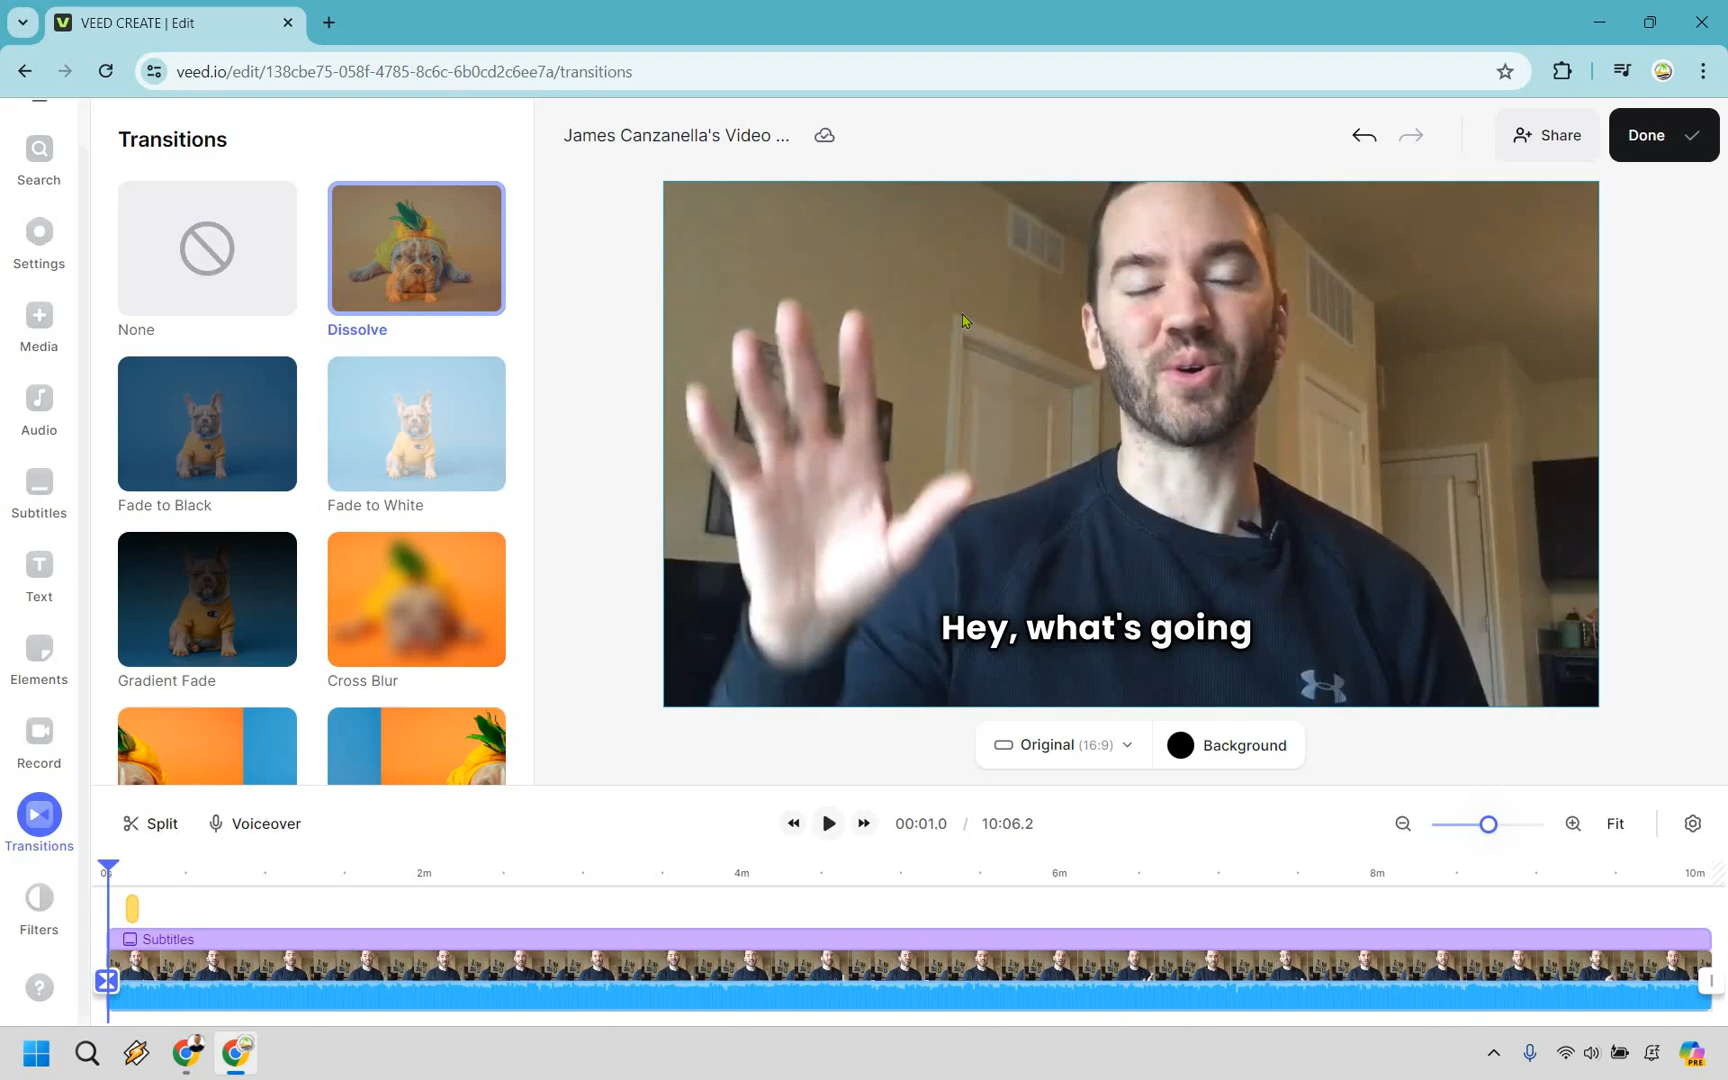 VEED CREATE | Edit
veed.io/edit/138cbe75-058f-4785-8c6c-6b0cd2c6ee7a/transitions
Search
Settings
Media
Audio
Subtitles
Text
Elements
Record
Transitions
Filters
?
Transitions
None
Dissolve
Fade to Black
Fade to White
Gradient Fade
Cross Blur
James Canzanella's Video ...
Share
Done
Hey, what's going
Original (16:9)
Background
Split
Voiceover
00:01.0 / 10:06.2
Fit
0s 2m 4m 6m 8m 10m
Subtitles
PRE